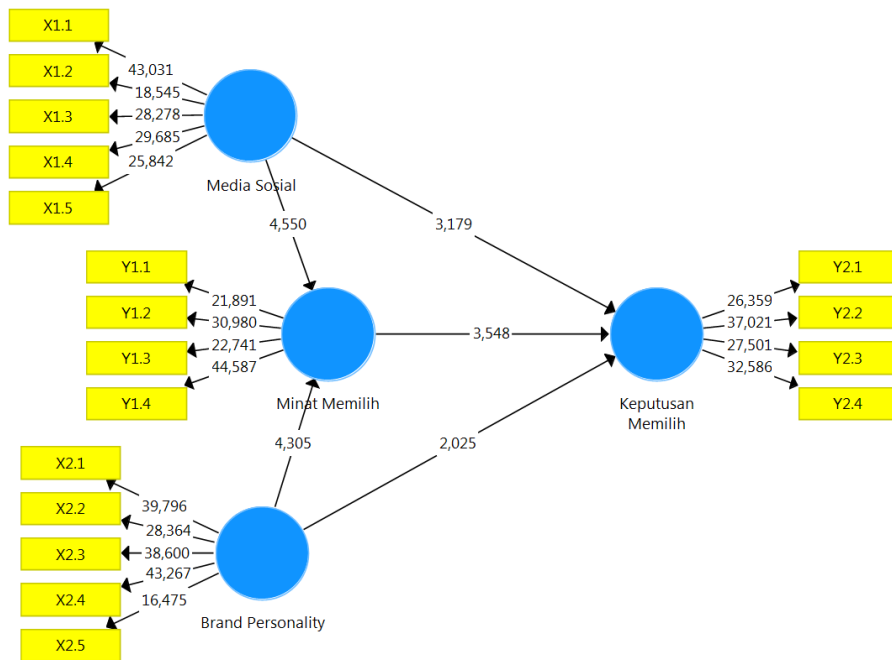 X1.1
X1.2
X1.3
X1.4
X1.5
43,031
18,545
28,278
29,685
25,842
Media Sosial
4,550
3,179
Y1.1
Y1.2
Y1.3
Y1.4
21,891
30,980
22,741
44,587
Minat Memilih
3,548
Keputusan
Memilih
26,359
37,021
27,501
32,586
Y2.1
Y2.2
Y2.3
Y2.4
4,305
2,025
X2.1
X2.2
X2.3
X2.4
X2.5
39,796
28,364
38,600
43,267
16,475
Brand Personality